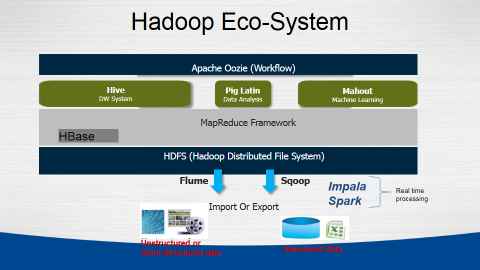 Hadoop Eco-System
Apache Oozie (Workflow)
Hive
DW System
Pig Latin
Data Analysis
Mahout
Machine Learning
MapReduce Framework
HBase
HDFS (Hadoop Distributed File System)
Flume
Sqoop
Impala
Spark
Real time
processing
Import Or Export
Unstructured or
Semi Structured data
Structured Data